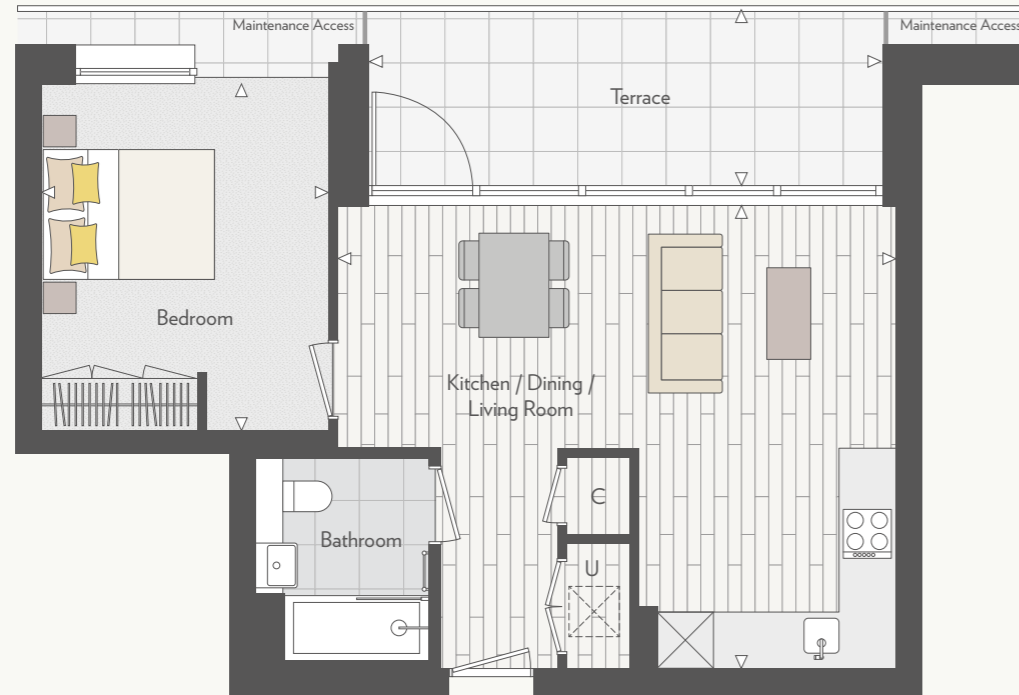 Maintenance Access
Maintenance Access
Terrace
Bedroom
Kitchen / Dining /
Living Room
C
Bathroom
U